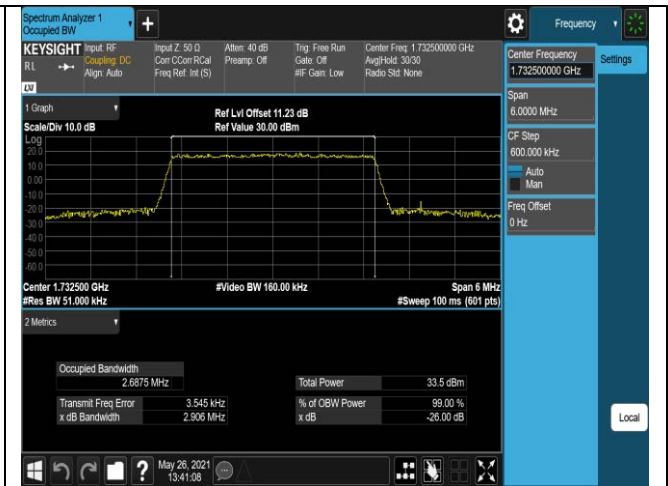 Spectrum Analyzer 1
Occupied BW
+
Frequency
KEYSIGHT Input: RF Input Z: 50 Ω Atten: 40 dB Trig: Free Run Center Freq: 1.732500000 GHz
RL Coupling: DC Corr CCorr RCal Preamp: Off Gate: Off Avg|Hold: 30/30
Align: Auto Freq Ref: Int (S) #IF Gain: Low Radio Std: None
LXI
Center Frequency
1.732500000 GHz
Settings
Span
6.0000 MHz
CF Step
600.000 kHz
Auto
Man
Freq Offset
0 Hz
1 Graph
Ref Lvl Offset 11.23 dB
Scale/Div 10.0 dB Ref Value 30.00 dBm
Log
20.0
10.0
0.00
-10.0
-20.0
-30.0
-40.0
-50.0
-60.0
Center 1.732500 GHz #Video BW 160.00 kHz Span 6 MHz
#Res BW 51.000 kHz #Sweep 100 ms (601 pts)
2 Metrics
Occupied Bandwidth
2.6875 MHz Total Power 33.5 dBm
Transmit Freq Error 3.545 kHz % of OBW Power 99.00 %
x dB Bandwidth 2.906 MHz x dB -26.00 dB
Local
? May 26, 2021
13:41:08